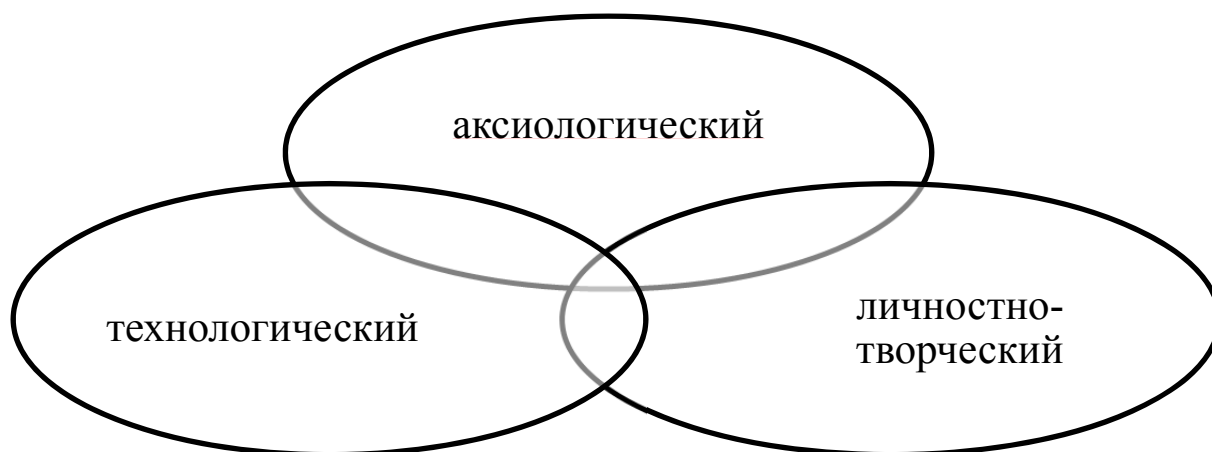 аксиологический
технологический
личностно-
творческий